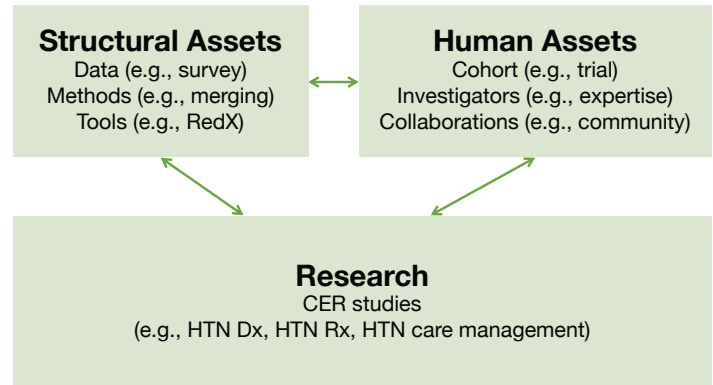 Structural Assets
Data (e.g., survey)
Methods (e.g., merging)
Tools (e.g., RedX)
Human Assets
Cohort (e.g., trial)
Investigators (e.g., expertise)
Collaborations (e.g., community)
Research
CER studies
(e.g., HTN Dx, HTN Rx, HTN care management)